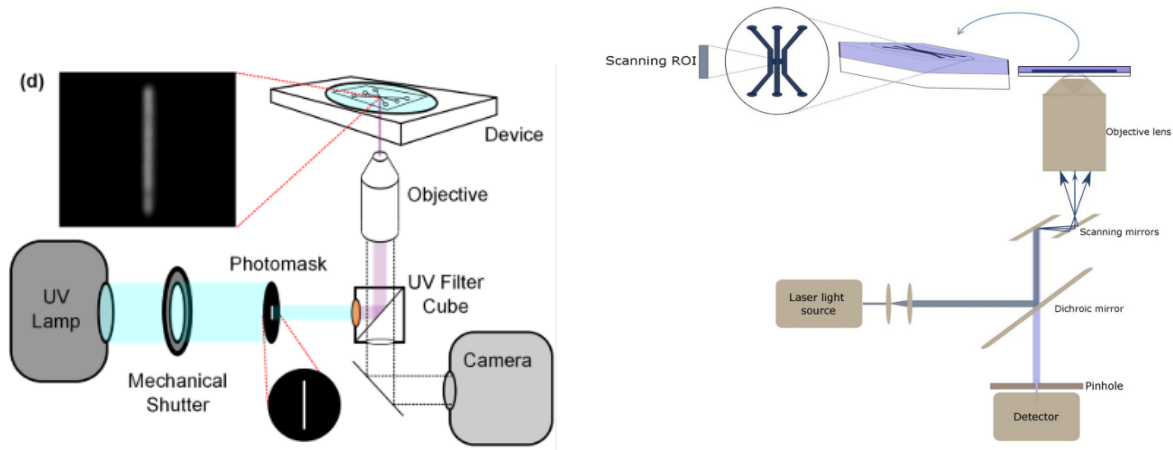 (d)
Device
Objective
Photomask
UV Filter
Cube
UV
Lamp
Mechanical
Shutter
Camera
Scanning ROI
Objective lens
Scanning mirrors
Laser light
source
Dichroic mirror
Pinhole
Detector